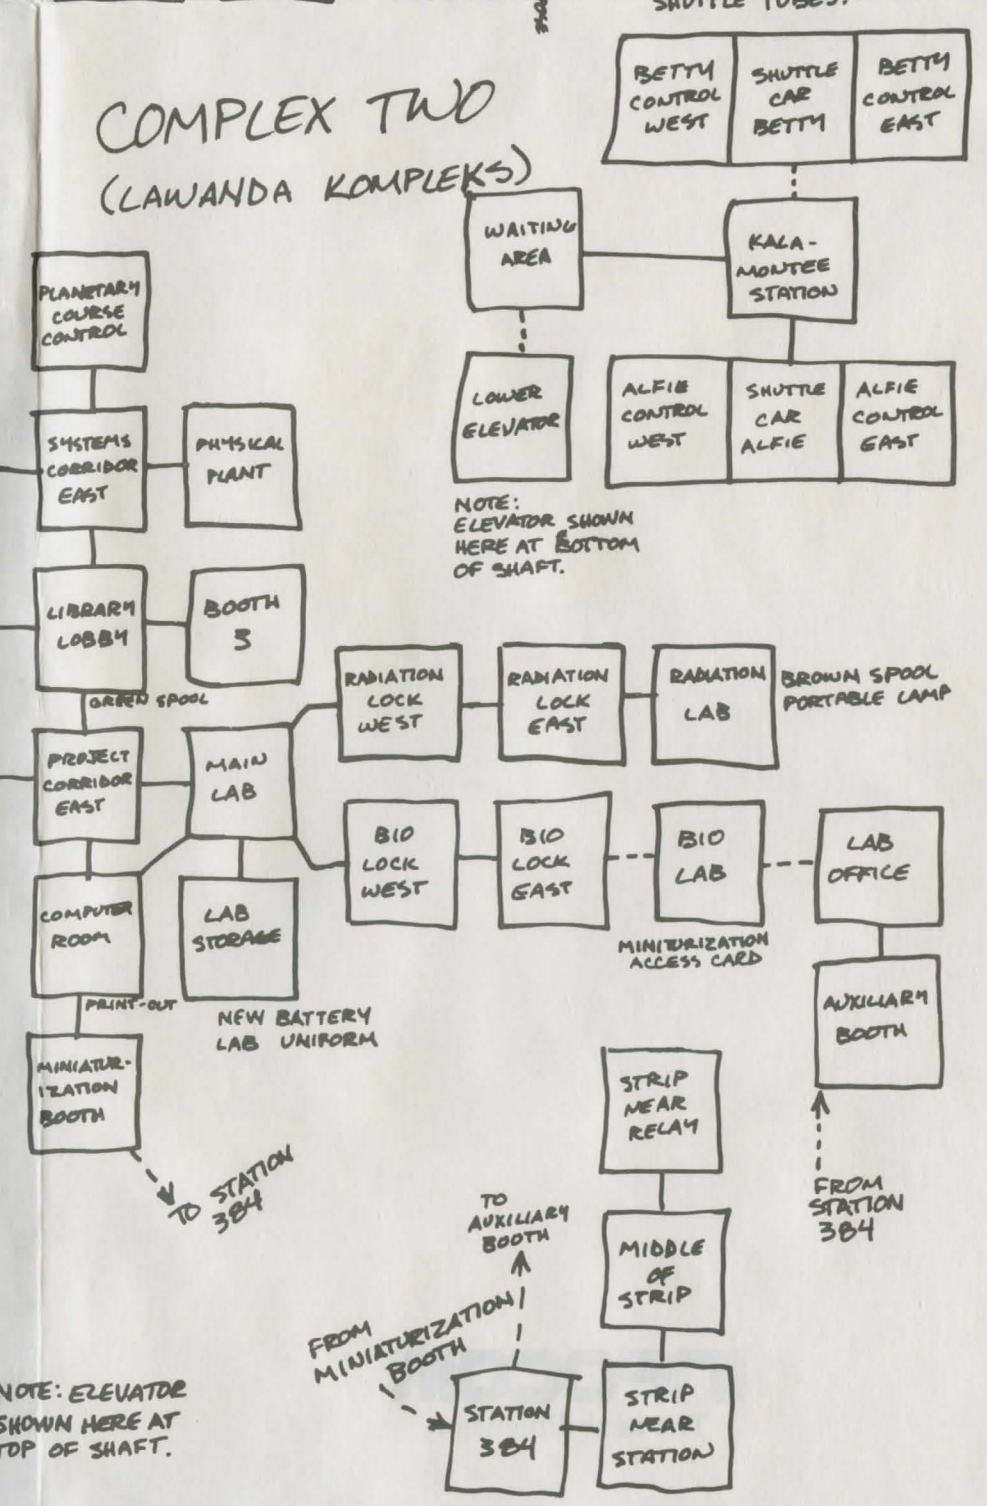 SHUTTLE TUBES.
COMPLEX TWO
(LAWANDA KOMPLEKS)
BETTY
CONTROL
WEST
SHUTTLE
CAR
BETTY
BETTY
CONTROL
EAST
WAITING
AREA
KALA-
MONTEE
STATION
LOWER
ELEVATOR
ALFIE
CONTROL
WEST
SHUTTLE
CAR
ALFIE
ALFIE
CONTROL
EAST
NOTE:
ELEVATOR SHOWN
HERE AT BOTTOM
OF SHAFT.
PLANETARY
COURSE
CONTROL
SYSTEMS
CORRIDOR
EAST
PHYSICAL
PLANT
LIBRARY
LOBBY
BOOTH
3
GREEN SPOOL
RADIATION
LOCK
WEST
RADIATION
LOCK
EAST
RADIATION
LAB
BROWN SPOOL
PORTABLE LAMP
PROJECT
CORRIDOR
EAST
MAIN
LAB
BIO
LOCK
WEST
BIO
LOCK
EAST
BIO
LAB
LAB
OFFICE
MINITURIZATION
ACCESS CARD
COMPUTER
ROOM
LAB
STORAGE
PRINT-OUT
NEW BATTERY
LAB UNIFORM
AUXILIARY
BOOTH
MINIATUR-
IZATION
BOOTH
TO STATION
384
STRIP
NEAR
RELAY
FROM
STATION
384
TO
AUXILIARY
BOOTH
MIDDLE
OF
STRIP
FROM
MINIATURIZATION
BOOTH
STATION
384
STRIP
NEAR
STATION
NOTE: ELEVATOR
SHOWN HERE AT
TOP OF SHAFT.